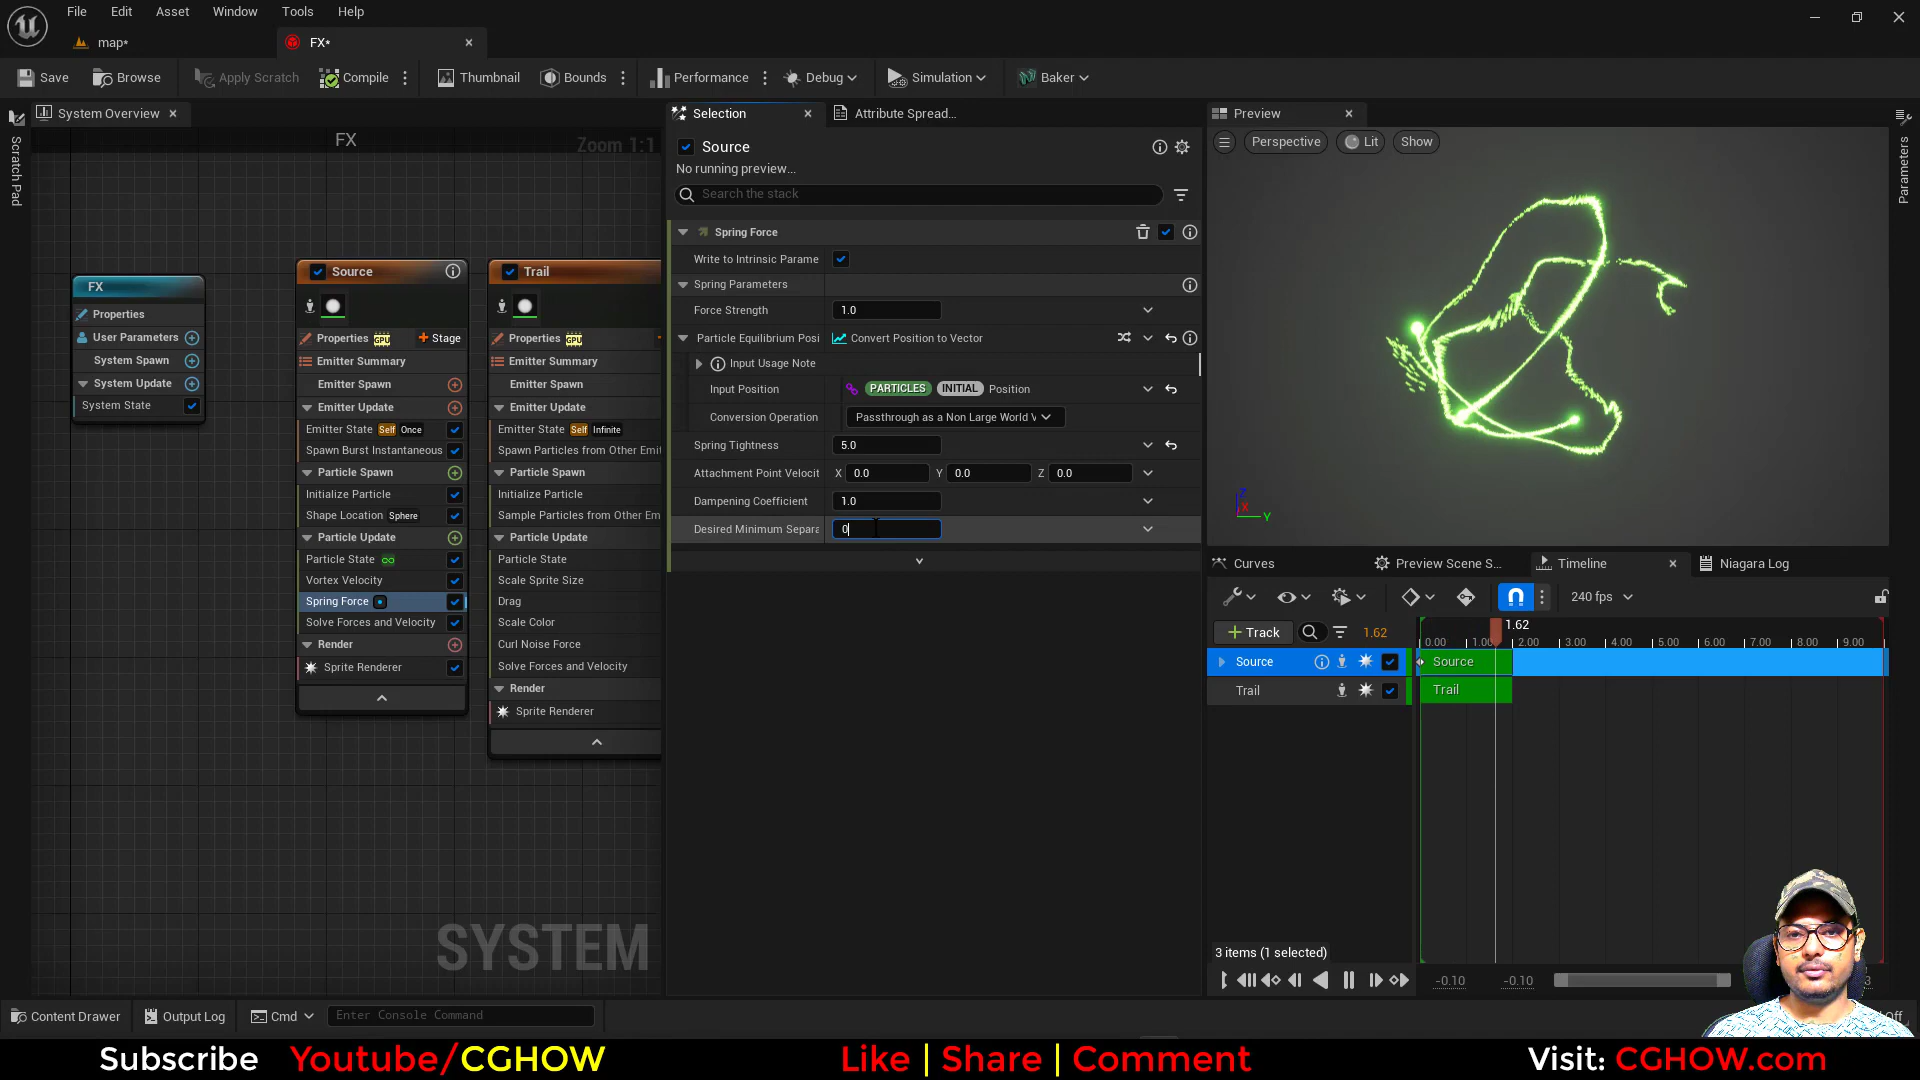 File Edit Asset Window Tools Help
map*
FX*
Save Browse Apply Scratch Compile Thumbnail Bounds Performance Debug Simulation Baker
System Overview
Scratch Pad
FX
Zoom 1:1
FX
Properties
User Parameters
System Spawn
System Update
System State
Source
Properties GPU Stage
Emitter Summary
Emitter Spawn
Emitter Update
Emitter State Self Once
Spawn Burst Instantaneous
Particle Spawn
Initialize Particle
Shape Location Sphere
Particle Update
Particle State
Vortex Velocity
Spring Force
Solve Forces and Velocity
Render
Sprite Renderer
Trail
Properties GPU
Emitter Summary
Emitter Spawn
Emitter Update
Emitter State Self Infinite
Spawn Particles from Other Emit
Particle Spawn
Initialize Particle
Sample Particles from Other Em
Particle Update
Particle State
Scale Sprite Size
Drag
Scale Color
Curl Noise Force
Solve Forces and Velocity
Render
Sprite Renderer
SYSTEM
Selection Attribute Spread...
Source
No running preview...
Search the stack
Spring Force
Write to Intrinsic Parame
Spring Parameters
Force Strength 1.0
Particle Equilibrium Posi Convert Position to Vector
Input Usage Note
Input Position PARTICLES INITIAL Position
Conversion Operation Passthrough as a Non Large World V
Spring Tightness 5.0
Attachment Point Velocit X 0.0 Y 0.0 Z 0.0
Dampening Coefficient 1.0
Desired Minimum Separa 0
Preview
Perspective Lit Show
Z
X
Y
Parameters
Curves Preview Scene S... Timeline Niagara Log
240 fps
Track 1.62
1.62
0.00 1.00 2.00 3.00 4.00 5.00 6.00 7.00 8.00 9.00
Source Source
Trail Trail
3 items (1 selected)
-0.10 -0.10
Content Drawer Output Log Cmd Enter Console Command
Subscribe Youtube/CGHOW Like | Share | Comment Visit: CGHOW.com